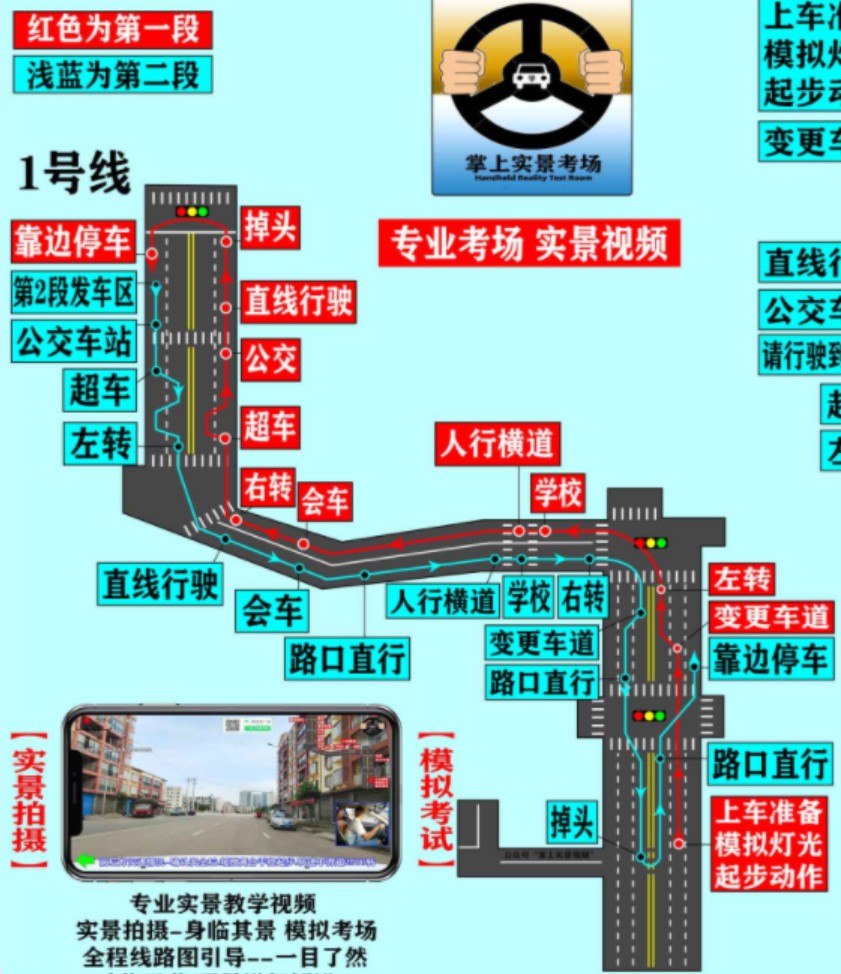 红色为第一段
浅蓝为第二段
1号线
掌上实景考场
Handheld Reality Test Room
专业考场 实景视频
上车准
模拟灯
起步动
变更车
直线行
公交车
请行驶到
超
左
靠边停车
掉头
第2段发车区
直线行驶
公交车站
公交
超车
超车
左转
右转
会车
人行横道
学校
直线行驶
会车
路口直行
人行横道
学校
右转
左转
变更车道
变更车道
靠边停车
路口直行
路口直行
掉头
上车准备
模拟灯光
起步动作
公众号“掌上实景视频”
【实景拍摄】
【模拟考试】
专业实景教学视频
实景拍摄-身临其景 模拟考场
全程线路图引导--一目了然